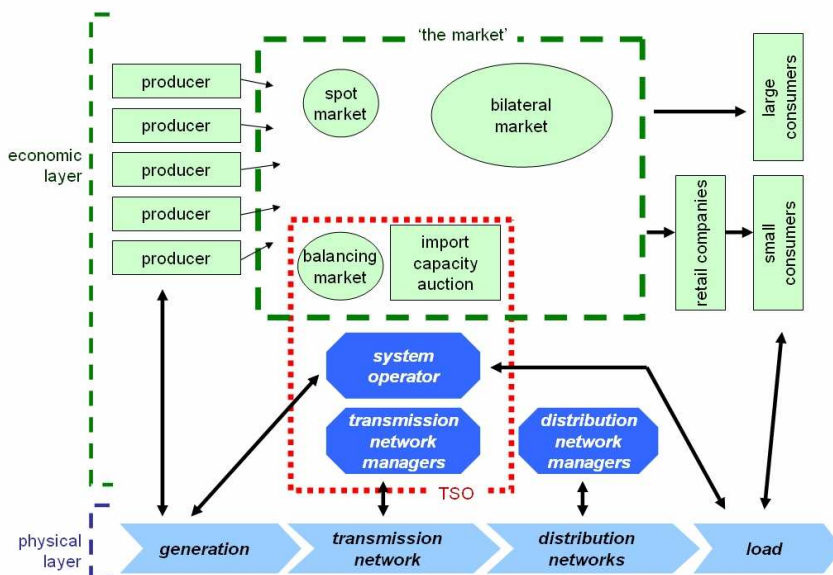 'the market'
producer
producer
producer
producer
producer
economic
layer
spot
market
bilateral
market
large
consumers
retail companies
small
consumers
balancing
market
import
capacity
auction
system
operator
transmission
network
managers
distribution
network
managers
TSO
physical
layer
generation
transmission
network
distribution
networks
load